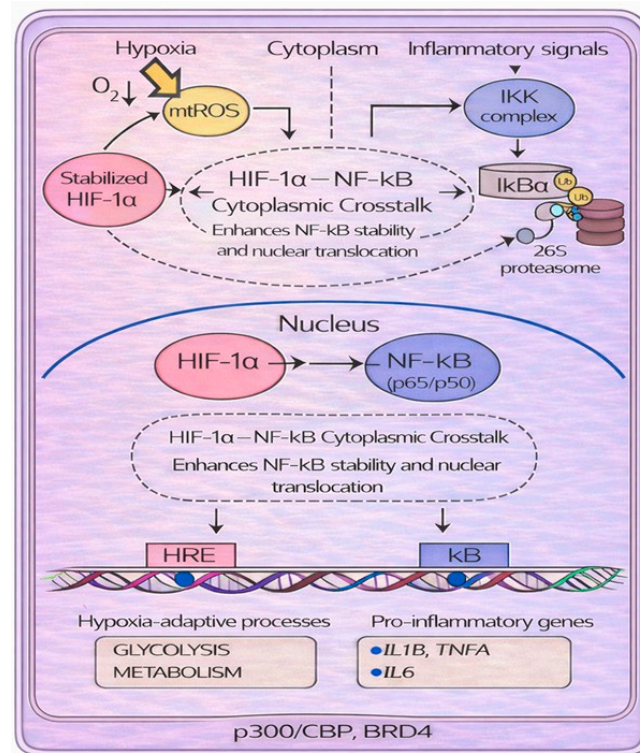 Hypoxia
Cytoplasm
Inflammatory signals
O₂
mtROS
IKK
complex
Stabilized
HIF-1α
HIF-1α—NF-kB
Cytoplasmic Crosstalk
Enhances NF-kB stability
and nuclear translocation
IkBα
Ub
Ub
26S
proteasome
Nucleus
HIF-1α
NF-kB
(p65/p50)
HIF-1α—NF-kB Cytoplasmic Crosstalk
Enhances NF-kB stability and nuclear
translocation
HRE
kB
Hypoxia-adaptive processes
Pro-inflammatory genes
GLYCOLYSIS
METABOLISM
IL1B, TNFA
IL6
p300/CBP, BRD4